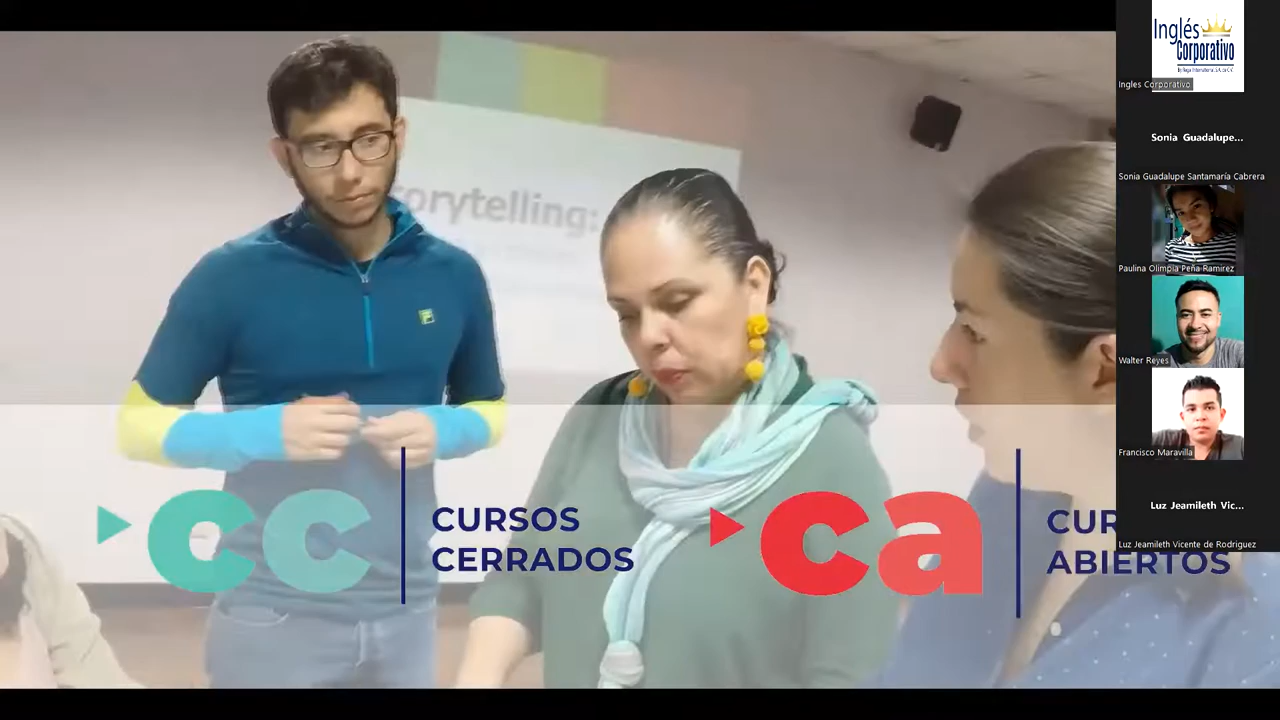 orytelling:
cc
CURSOS
CERRADOS
ca
CUR
ABIERTOS
Inglés
Corporativo
Ingles Corporativo
Sonia Guadalupe...
Sonia Guadalupe Santamaría Cabrera
Paulina Olimpia Peña Ramirez
Walter Reyes
Francisco Maravilla
Luz Jeamileth Vic...
Luz Jeamileth Vicente de Rodriguez